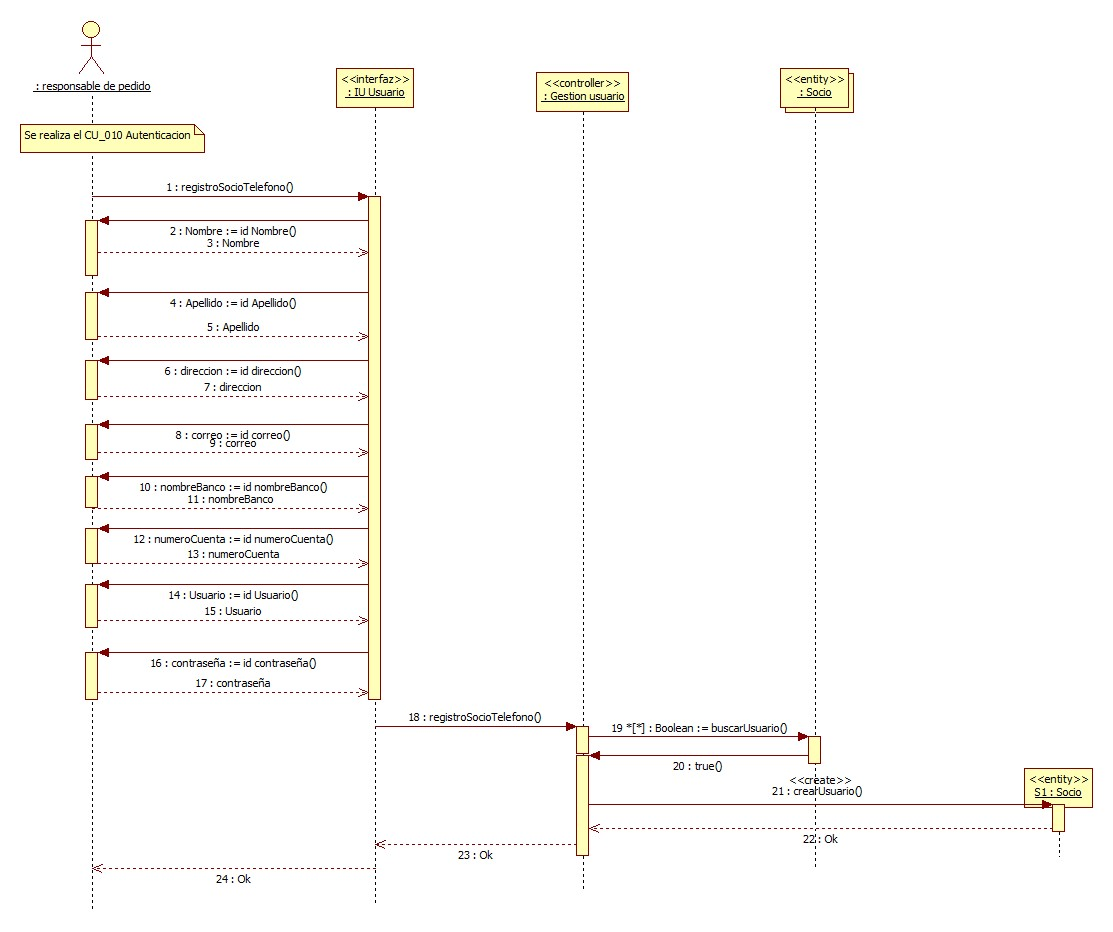 : responsable de pedido
<<interfaz>>
: IU Usuario
<<controller>>
: Gestion usuario
<<entity>>
: Socio
Se realiza el CU_010 Autenticacion
1 : registroSocioTelefono()
2 : Nombre := id Nombre()
3 : Nombre
4 : Apellido := id Apellido()
5 : Apellido
6 : direccion := id direccion()
7 : direccion
8 : correo := id correo()
9 : correo
10 : nombreBanco := id nombreBanco()
11 : nombreBanco
12 : numeroCuenta := id numeroCuenta()
13 : numeroCuenta
14 : Usuario := id Usuario()
15 : Usuario
16 : contraseña := id contraseña()
17 : contraseña
18 : registroSocioTelefono()
19 *[*] : Boolean := buscarUsuario()
20 : true()
<<create>>
21 : crearUsuario()
<<entity>>
S1 : Socio
22 : Ok
23 : Ok
24 : Ok